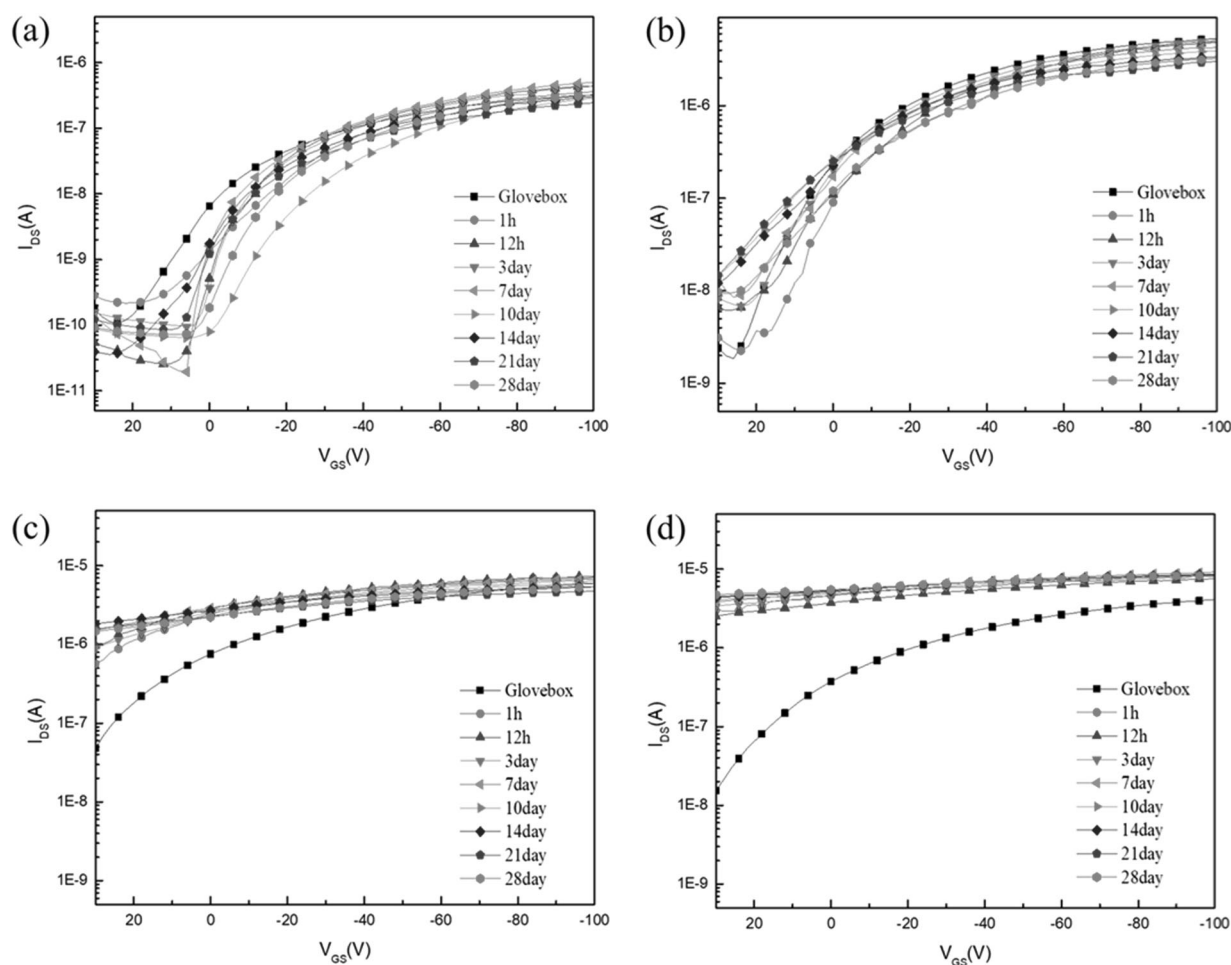 (a)
1E-6
1E-7
1E-8
1E-9
1E-10
1E-11
I_DS(A)
Glovebox
1h
12h
3day
7day
10day
14day
21day
28day
20 0 -20 -40 -60 -80 -100
V_GS(V)
(b)
1E-6
1E-7
1E-8
1E-9
I_DS(A)
Glovebox
1h
12h
3day
7day
10day
14day
21day
28day
20 0 -20 -40 -60 -80 -100
V_GS(V)
(c)
1E-5
1E-6
1E-7
1E-8
1E-9
I_DS(A)
Glovebox
1h
12h
3day
7day
10day
14day
21day
28day
20 0 -20 -40 -60 -80 -100
V_GS(V)
(d)
1E-5
1E-6
1E-7
1E-8
1E-9
I_DS(A)
Glovebox
1h
12h
3day
7day
10day
14day
21day
28day
20 0 -20 -40 -60 -80 -100
V_GS(V)